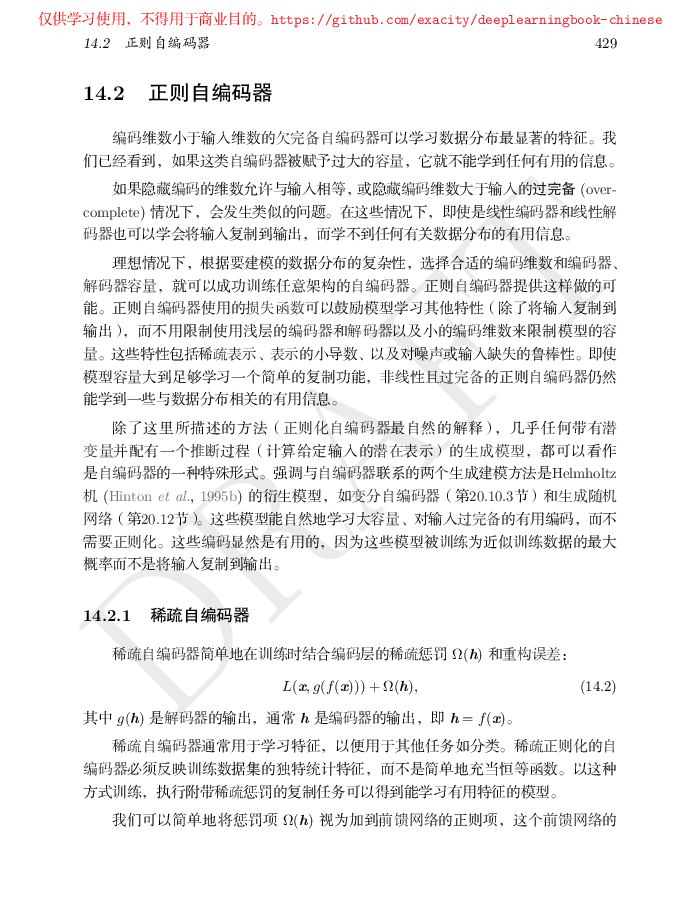 仅供学习使用，不得用于商业目的。https://github.com/exacity/deeplearningbook-chinese
14.2 正则自编码器 429
14.2 正则自编码器
编码维数小于输入维数的欠完备自编码器可以学习数据分布最显著的特征。我
们已经看到，如果这类自编码器被赋予过大的容量，它就不能学到任何有用的信息。
如果隐藏编码的维数允许与输入相等，或隐藏编码维数大于输入的过完备 (over-
complete) 情况下，会发生类似的问题。在这些情况下，即使是线性编码器和线性解
码器也可以学会将输入复制到输出，而学不到任何有关数据分布的有用信息。
理想情况下，根据要建模的数据分布的复杂性，选择合适的编码维数和编码器、
解码器容量，就可以成功训练任意架构的自编码器。正则自编码器提供这样做的可
能。正则自编码器使用的损失函数可以鼓励模型学习其他特性（除了将输入复制到
输出），而不用限制使用浅层的编码器和解码器以及小的编码维数来限制模型的容
量。这些特性包括稀疏表示、表示的小导数、以及对噪声或输入缺失的鲁棒性。即使
模型容量大到足够学习一个简单的复制功能，非线性且过完备的正则自编码器仍然
能学到一些与数据分布相关的有用信息。
除了这里所描述的方法（正则化自编码器最自然的解释），几乎任何带有潜
变量并配有一个推断过程（计算给定输入的潜在表示）的生成模型，都可以看作
是自编码器的一种特殊形式。强调与自编码器联系的两个生成建模方法是Helmholtz
机 (Hinton et al., 1995b) 的衍生模型，如变分自编码器（第20.10.3节）和生成随机
网络（第20.12节）。这些模型能自然地学习大容量、对输入过完备的有用编码，而不
需要正则化。这些编码显然是有用的，因为这些模型被训练为近似训练数据的最大
概率而不是将输入复制到输出。
14.2.1 稀疏自编码器
稀疏自编码器简单地在训练时结合编码层的稀疏惩罚 Ω(h) 和重构误差：
L(x, g(f(x))) + Ω(h), (14.2)
其中 g(h) 是解码器的输出，通常 h 是编码器的输出，即 h = f(x)。
稀疏自编码器通常用于学习特征，以便用于其他任务如分类。稀疏正则化的自
编码器必须反映训练数据集的独特统计特征，而不是简单地充当恒等函数。以这种
方式训练，执行附带稀疏惩罚的复制任务可以得到能学习有用特征的模型。
我们可以简单地将惩罚项 Ω(h) 视为加到前馈网络的正则项，这个前馈网络的
DRAFT